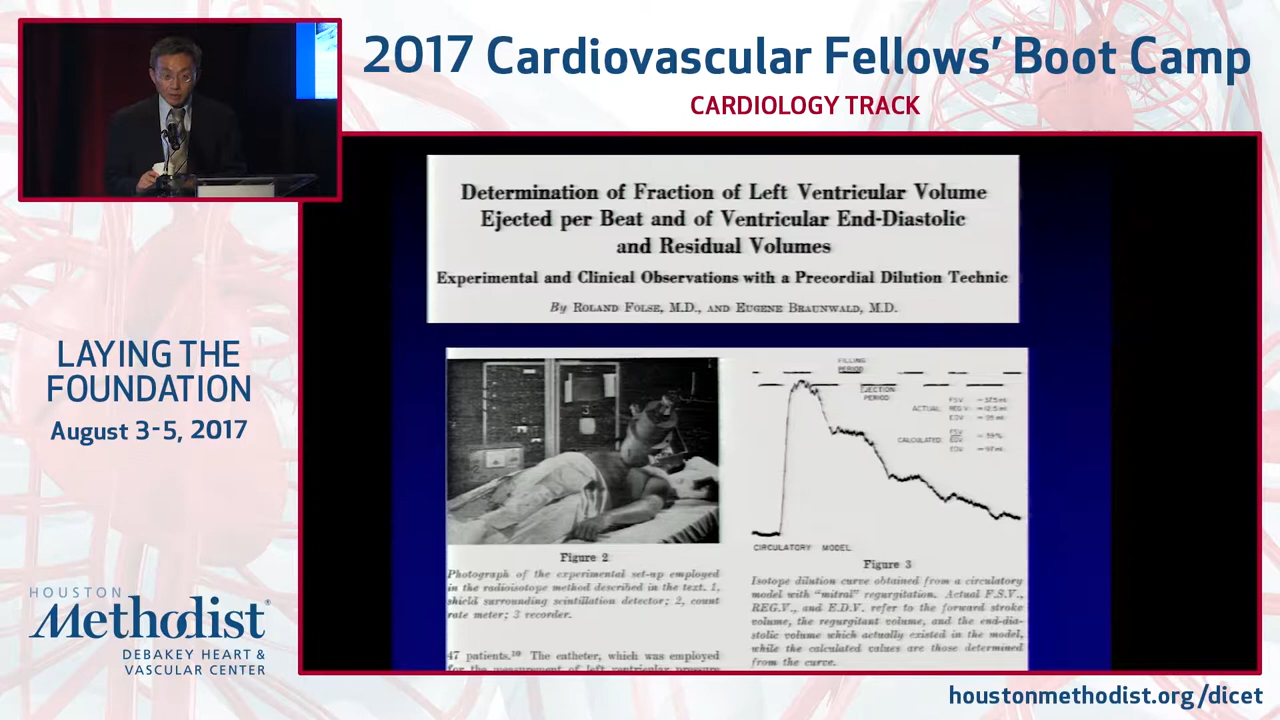 2017 Cardiovascular Fellows' Boot Camp
CARDIOLOGY TRACK
Determination of Fraction of Left Ventricular Volume
Ejected per Beat and of Ventricular End-Diastolic
and Residual Volumes
Experimental and Clinical Observations with a Precordial Dilution Technic
By ROLAND FOLSE, M.D., AND EUGENE BRAUNWALD, M.D.
LAYING THE
FOUNDATION
August 3-5, 2017
FILLING
PERIOD
EJECTION
PERIOD
ACTUAL
CALCULATED
CIRCULATORY MODEL
Figure 2
Photograph of the experimental set-up employed
in the radioisotope method described in the text. 1,
shield surrounding scintillation detector; 2, count
rate meter; 3 recorder.
47 patients.10 The catheter, which was employed
for the measurement of left ventricular pressure
Figure 3
Isotope dilution curve obtained from a circulatory
model with "mitral" regurgitation. Actual F.S.V.,
REG.V., and E.D.V. refer to the forward stroke
volume, the regurgitant volume, and the end-dia-
stolic volume which actually existed in the model,
while the calculated values are those determined
from the curve.
HOUSTON
Methodist®
DEBAKEY HEART &
VASCULAR CENTER
houstonmethodist.org/dicet